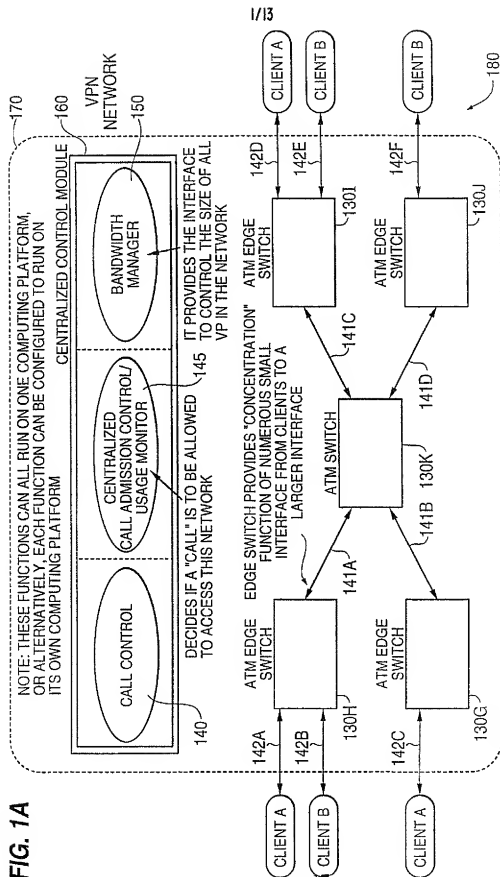 1/13
FIG. 1A
NOTE: THESE FUNCTIONS CAN ALL RUN ON ONE COMPUTING PLATFORM,
OR ALTERNATIVELY, EACH FUNCTION CAN BE CONFIGURED TO RUN ON
ITS OWN COMPUTING PLATFORM
170
CENTRALIZED CONTROL MODULE
160
VPN
NETWORK
150
CALL CONTROL
CENTRALIZED
CALL ADMISSION CONTROL/
USAGE MONITOR
BANDWIDTH
MANAGER
140
145
DECIDES IF A "CALL" IS TO BE ALLOWED
TO ACCESS THIS NETWORK
IT PROVIDES THE INTERFACE
TO CONTROL THE SIZE OF ALL
VP IN THE NETWORK
EDGE SWITCH PROVIDES "CONCENTRATION"
FUNCTION OF NUMEROUS SMALL
INTERFACE FROM CLIENTS TO A
LARGER INTERFACE
CLIENT A
142A
CLIENT B
142B
ATM EDGE
SWITCH
130H
141A
CLIENT A
142C
ATM EDGE
SWITCH
130G
141B
ATM SWITCH
130K
141C
ATM EDGE
SWITCH
130I
142D
CLIENT A
142E
CLIENT B
141D
ATM EDGE
SWITCH
130J
142F
CLIENT B
180